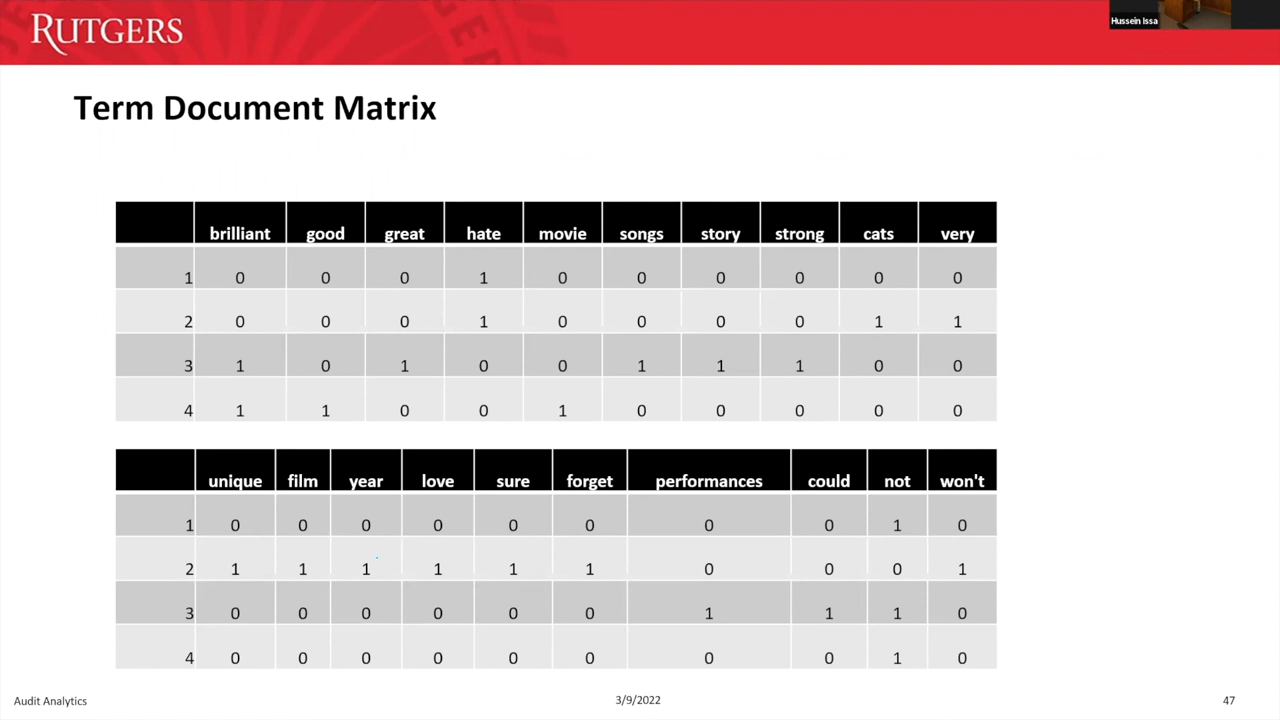 RUTGERS
Hussein Issa
Term Document Matrix
brilliant good great hate movie songs story strong cats very
1 0 0 0 1 0 0 0 0 0 0
2 0 0 0 1 0 0 0 0 1 1
3 1 0 1 0 0 1 1 1 0 0
4 1 1 0 0 1 0 0 0 0 0
unique film year love sure forget performances could not won't
1 0 0 0 0 0 0 0 0 1 0
2 1 1 1 1 1 1 0 0 0 1
3 0 0 0 0 0 0 1 1 1 0
4 0 0 0 0 0 0 0 0 1 0
Audit Analytics 3/9/2022 47